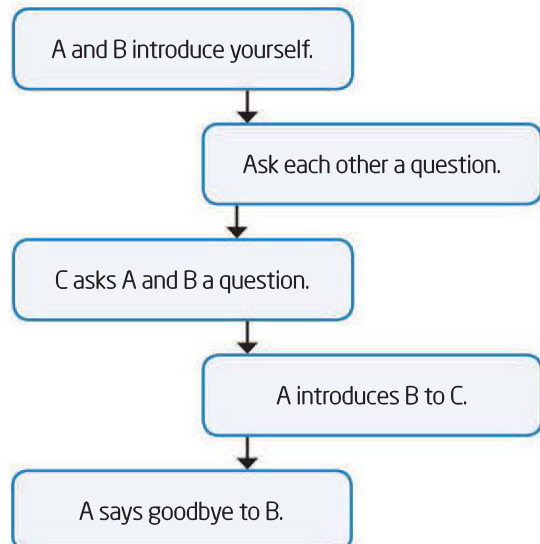 A and B introduce yourself.
Ask each other a question.
C asks A and B a question.
A introduces B to C.
A says goodbye to B.